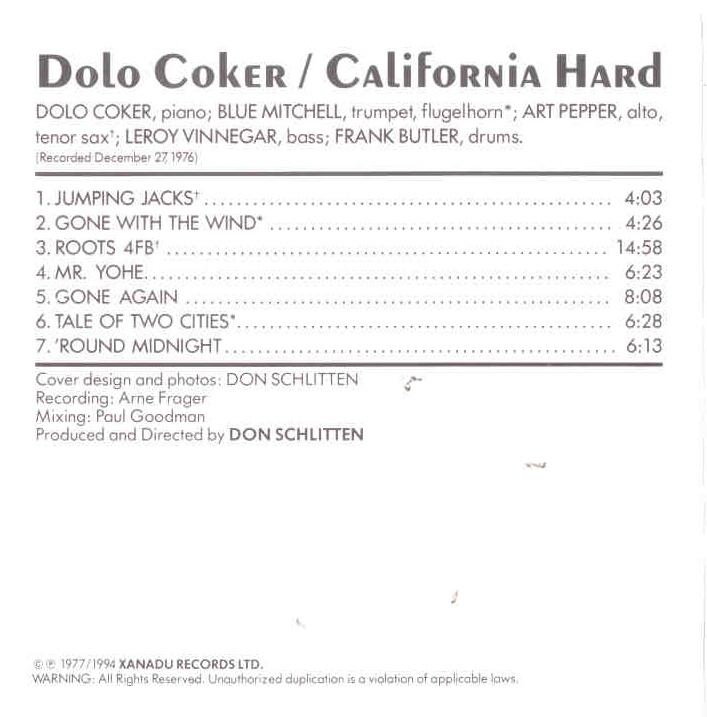 Dolo Coker / California Hard
DOLO COKER, piano; BLUE MITCHELL, trumpet, flugelhorn*; ART PEPPER, alto,
tenor sax†; LEROY VINNEGAR, bass; FRANK BUTLER, drums.
(Recorded December 27, 1976)
1. JUMPING JACKS† 4:03
2. GONE WITH THE WIND* 4:26
3. ROOTS 4FB† 14:58
4. MR. YOHE 6:23
5. GONE AGAIN 8:08
6. TALE OF TWO CITIES* 6:28
7. 'ROUND MIDNIGHT 6:13
Cover design and photos: DON SCHLITTEN
Recording: Arne Frager
Mixing: Paul Goodman
Produced and Directed by DON SCHLITTEN
© ℗ 1977/1994 XANADU RECORDS LTD.
WARNING: All Rights Reserved. Unauthorized duplication is a violation of applicable laws.